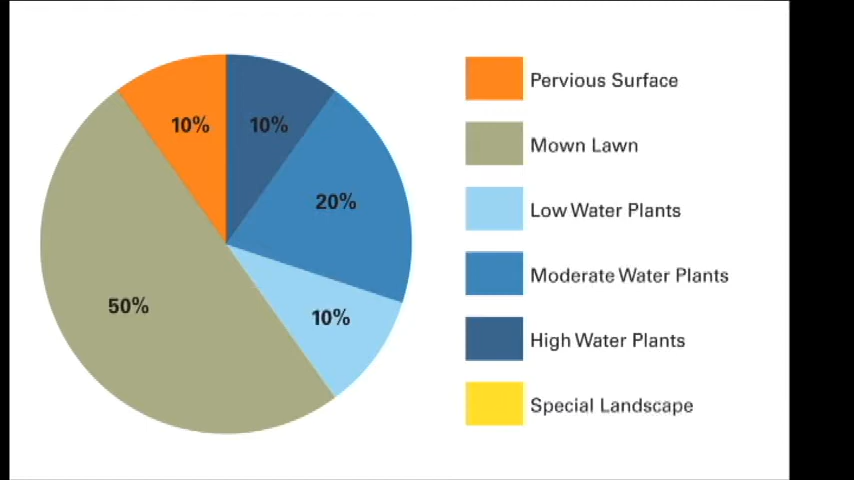 10%
10%
20%
10%
50%
Pervious Surface
Mown Lawn
Low Water Plants
Moderate Water Plants
High Water Plants
Special Landscape